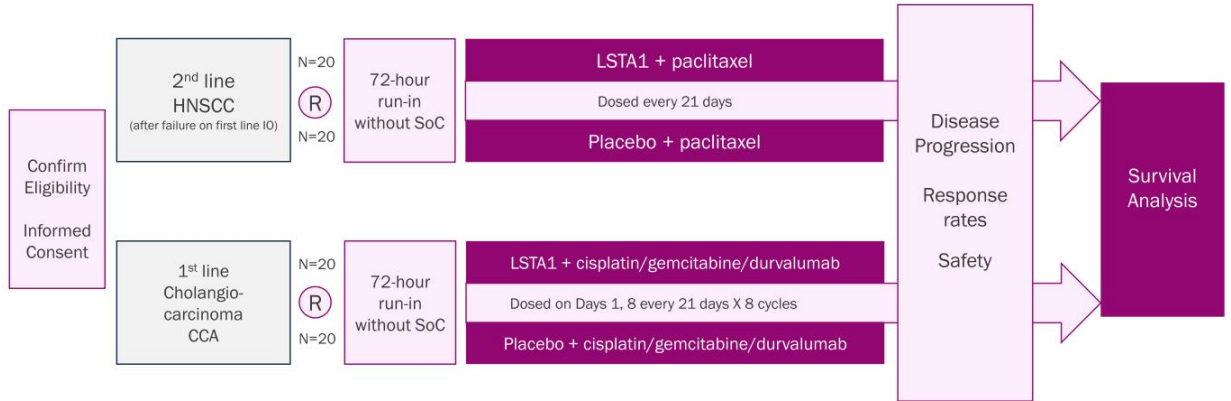 Confirm
Eligibility
Informed
Consent
2nd line
HNSCC
(after failure on first line IO)
N=20
R
N=20
72-hour
run-in
without SoC
LSTA1 + paclitaxel
Dosed every 21 days
Placebo + paclitaxel
1st line
Cholangio-
carcinoma
CCA
N=20
R
N=20
72-hour
run-in
without SoC
LSTA1 + cisplatin/gemcitabine/durvalumab
Dosed on Days 1, 8 every 21 days X 8 cycles
Placebo + cisplatin/gemcitabine/durvalumab
Disease
Progression
Response
rates
Safety
Survival
Analysis